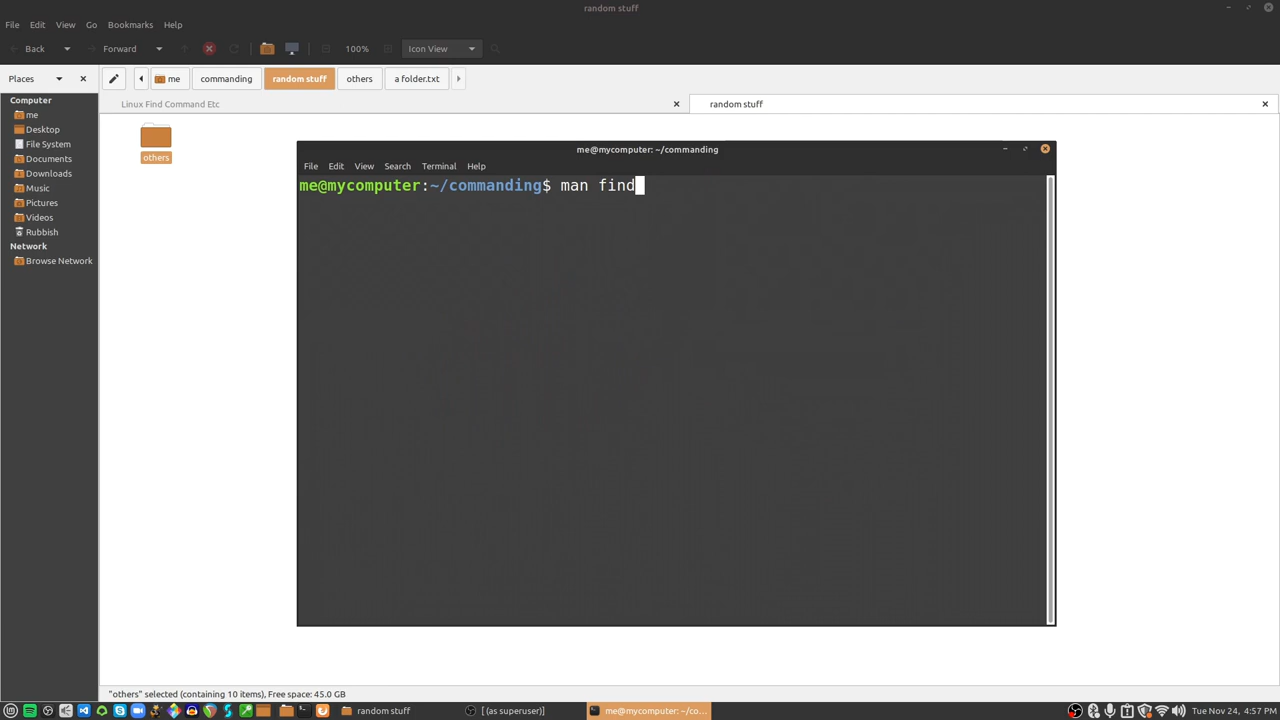 random stuff
File Edit View Go Bookmarks Help
Back Forward 100% Icon View
Places me commanding random stuff others a folder.txt
Linux Find Command Etc random stuff
Computer
me
Desktop
File System
Documents
Downloads
Music
Pictures
Videos
Rubbish
Network
Browse Network
others
me@mycomputer: ~/commanding
File Edit View Search Terminal Help
me@mycomputer:~/commanding$ man find
"others" selected (containing 10 items), Free space: 45.0 GB
random stuff [ (as superuser)] me@mycomputer: ~/co... Tue Nov 24, 4:57 PM